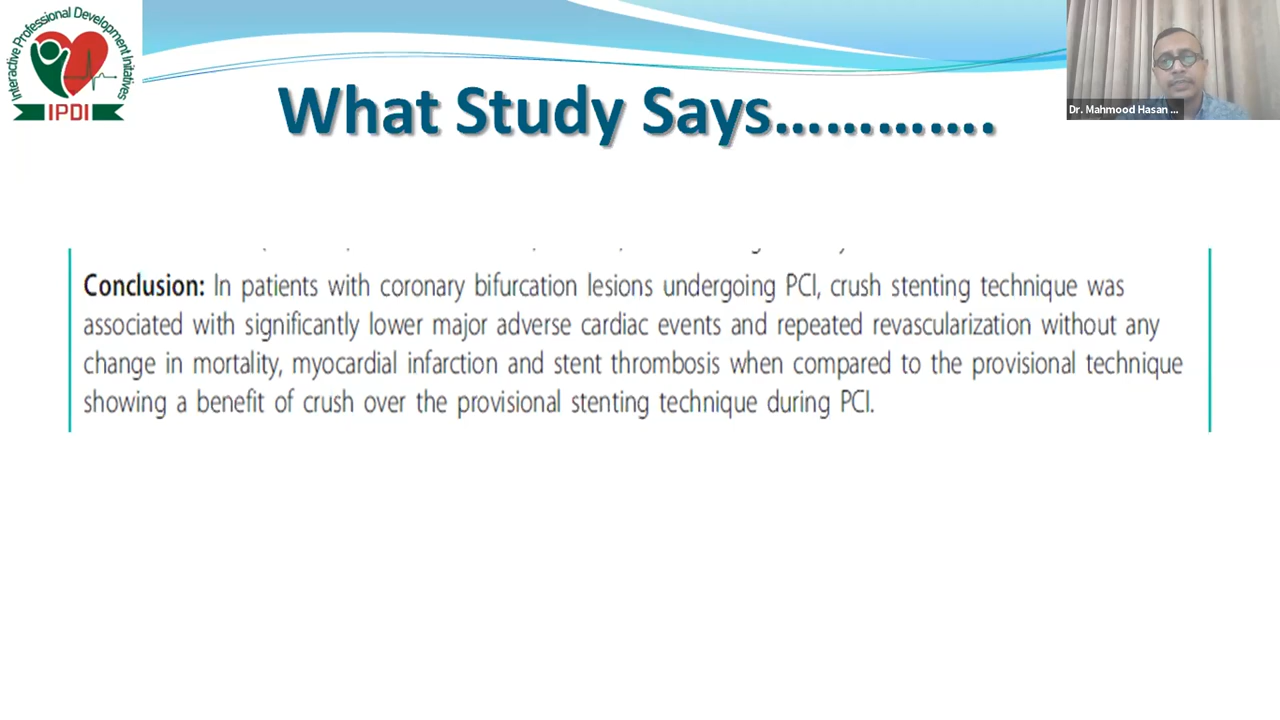 Interactive Professional Development Initiatives
IPDI
What Study Says………….
Dr. Mahmood Hasan ...
Conclusion: In patients with coronary bifurcation lesions undergoing PCI, crush stenting technique was
associated with significantly lower major adverse cardiac events and repeated revascularization without any
change in mortality, myocardial infarction and stent thrombosis when compared to the provisional technique
showing a benefit of crush over the provisional stenting technique during PCI.